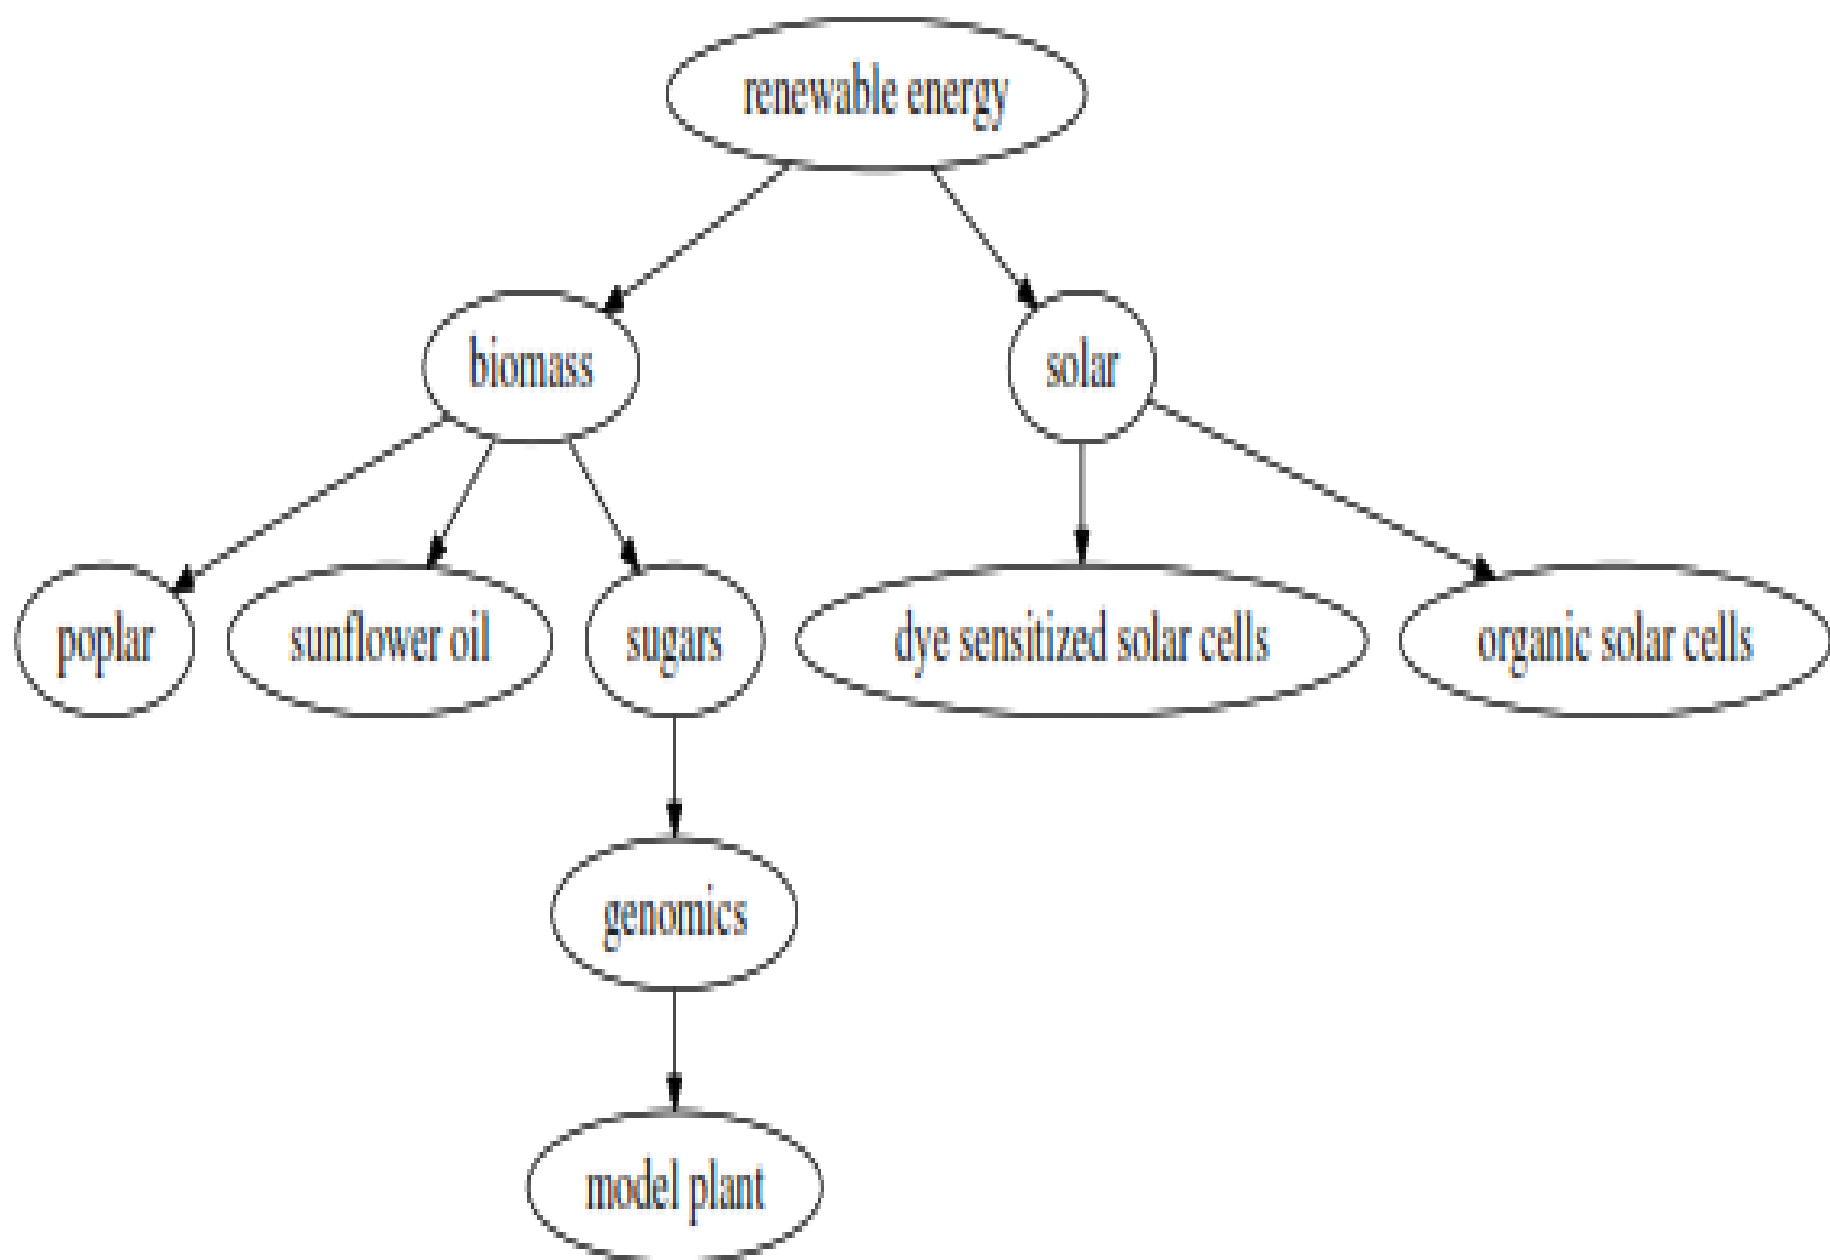 renewable energy
biomass
solar
poplar
sunflower oil
sugars
dye sensitized solar cells
organic solar cells
genomics
model plant